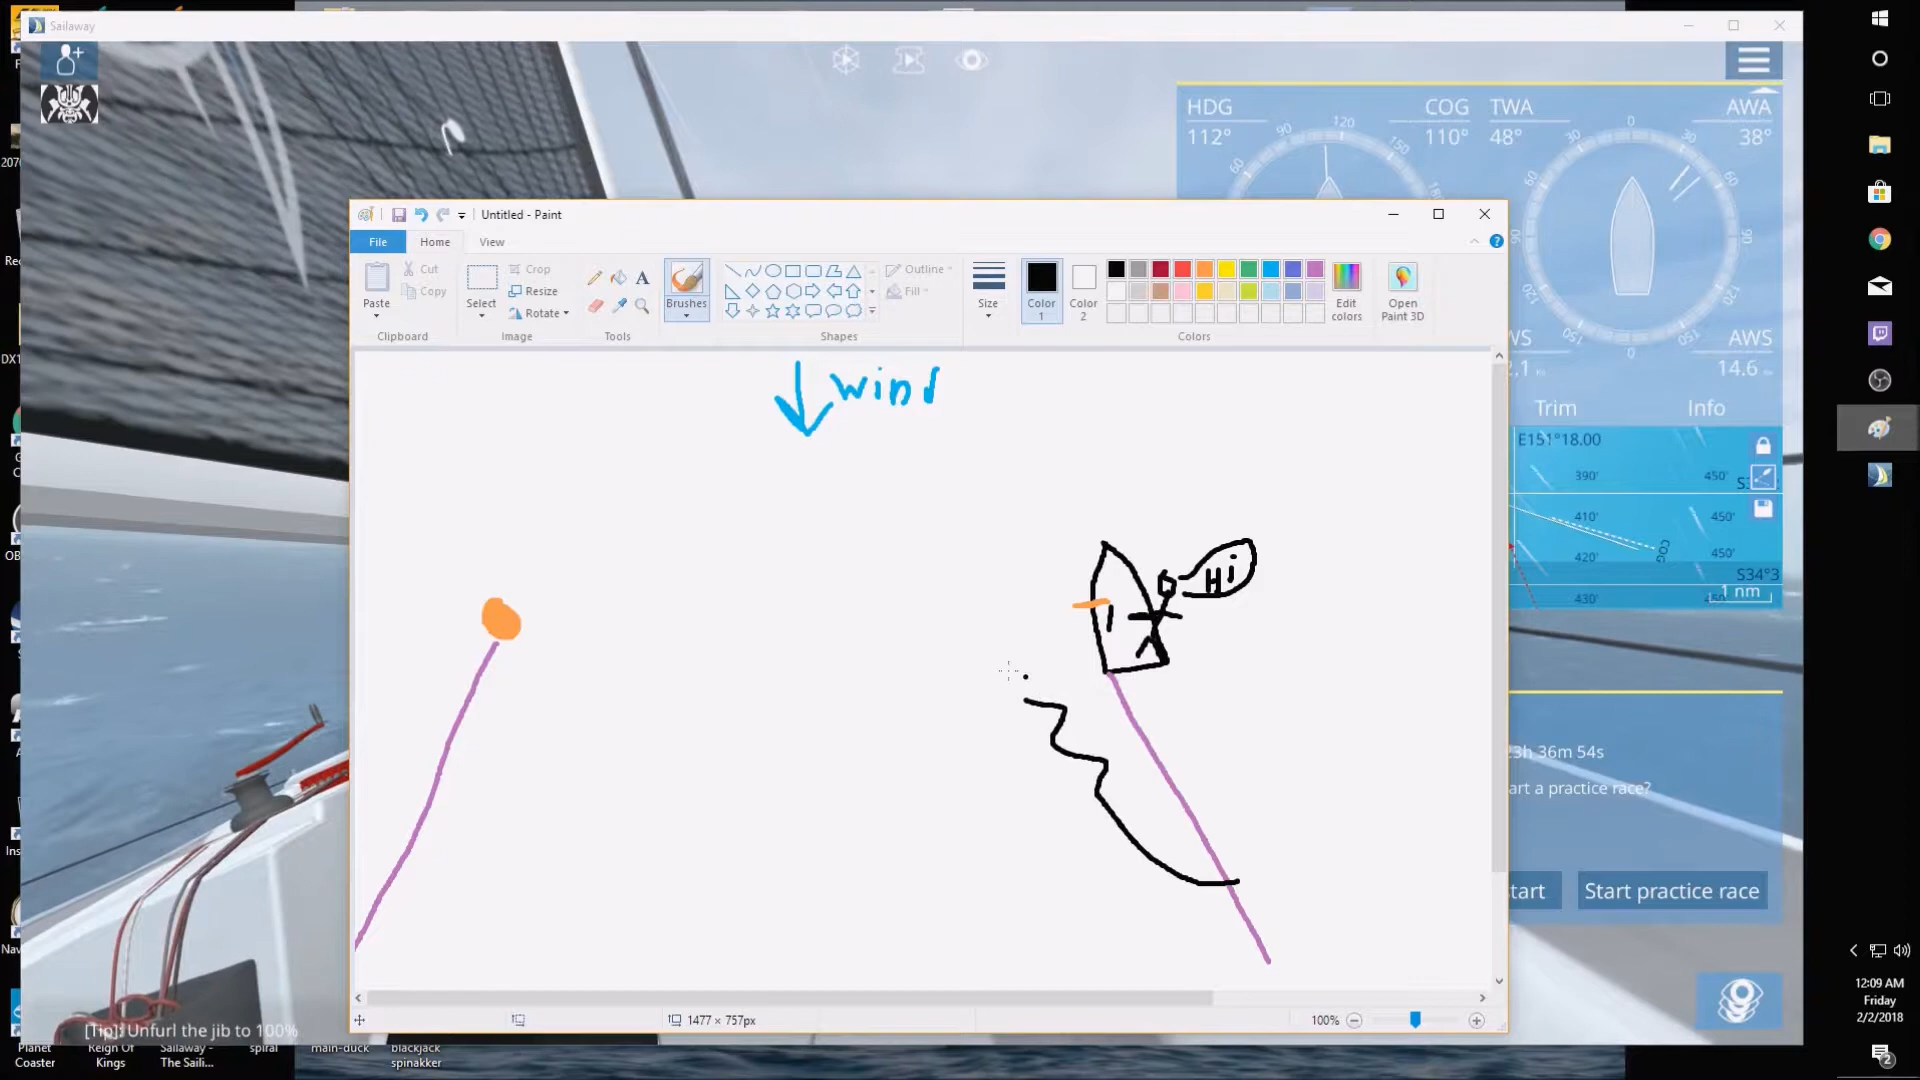 Sailaway
HDG
112°
COG
110°
TWA
48°
AWA
38°
AWS
14.6
Trim
Info
E151°18.00
390'
450'
410'
450'
420'
450'
COG
S34°3
430'
450'
1 nm
3h 36m 54s
art a practice race?
Start practice race
Untitled - Paint
File
Home
View
Paste
Cut
Copy
Clipboard
Select
Crop
Resize
Rotate
Image
Tools
Brushes
Shapes
Outline
Fill
Size
Color 1
Color 2
Edit colors
Open Paint 3D
Colors
wind
Hi
1477 × 757px
100%
[Tip]: Unfurl the jib to 100%
Planet Coaster
Reign Of Kings
Sailaway - The Saili...
spiral
main-duck
blackjack spinakker
12:09 AM
Friday
2/2/2018
2